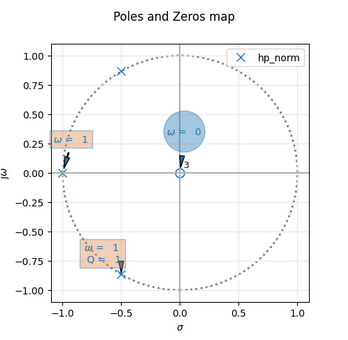 Poles and Zeros map
hp_norm
1.00
0.75
0.50
0.25
0.00
−0.25
−0.50
−0.75
−1.00
jω
ω = 1
ω = 0
3
ω = 1
Q = 1
−1.0
−0.5
0.0
0.5
1.0
σ